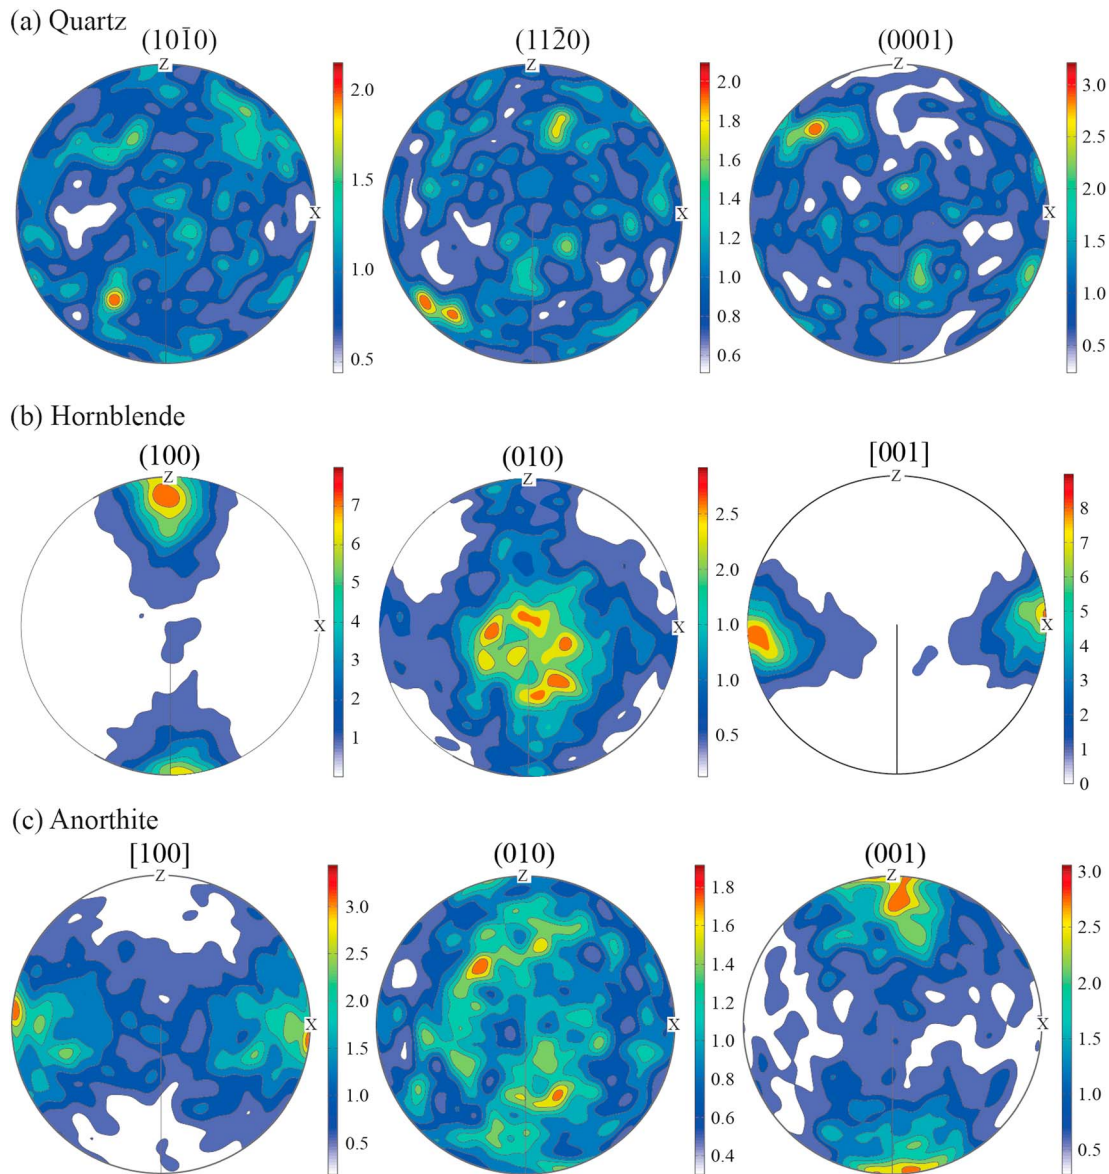 (a) Quartz
(101̄0) (112̄0) (0001)
Z Z Z
X X
2.0 2.0 3.0
1.8 2.5
1.6 2.0
1.4
1.0 1.2 1.5
1.0 1.0
0.8
0.5 0.6 0.5
(b) Hornblende
(100) (010) [001]
Z Z Z
X X X
7 2.5 8
6 2.0 7
5 6
4 1.0 5
3 4
2 1.0 3
1 0.5 2
1
0
(c) Anorthite
[100] (010) (001)
Z Z Z
X X X
3.0 1.8 3.0
2.5 1.6 2.5
2.0 1.4 2.0
1.2
1.5 1.0 1.5
1.0 0.8 1.0
0.6
0.5 0.4 0.5